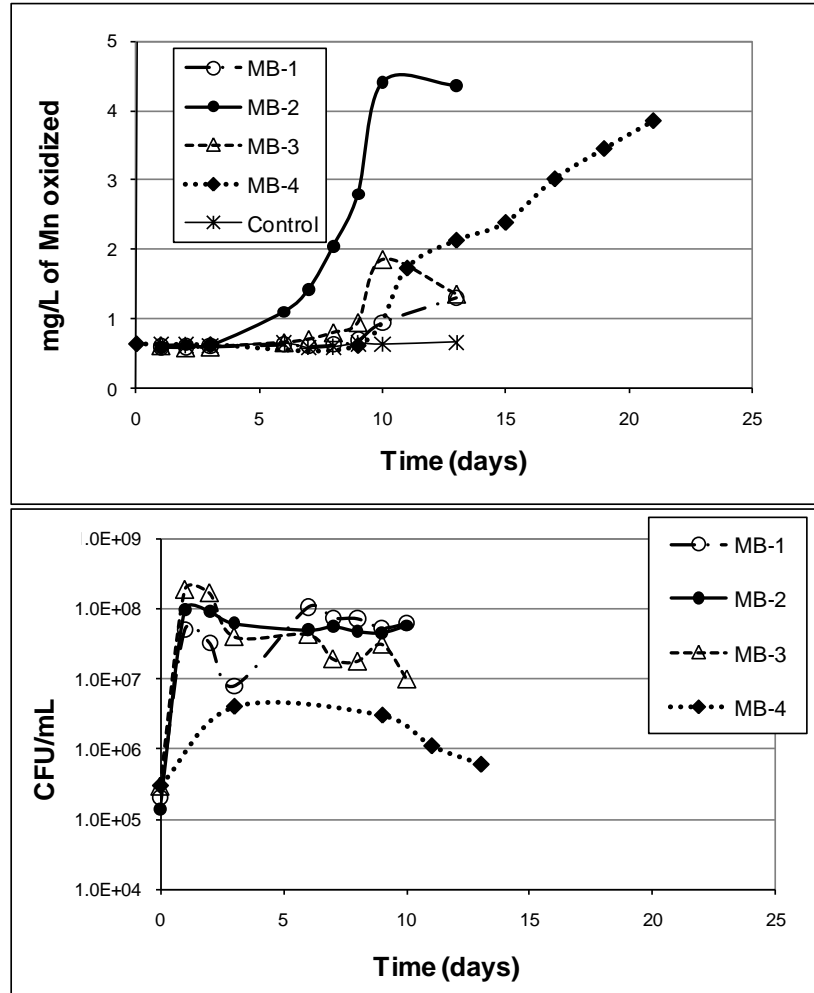 5
4
3
2
1
0
mg/L of Mn oxidized
MB-1
MB-2
MB-3
MB-4
Control
0 5 10 15 20 25
Time (days)
1.0E+09
1.0E+08
1.0E+07
1.0E+06
1.0E+05
1.0E+04
CFU/mL
MB-1
MB-2
MB-3
MB-4
0 5 10 15 20 25
Time (days)